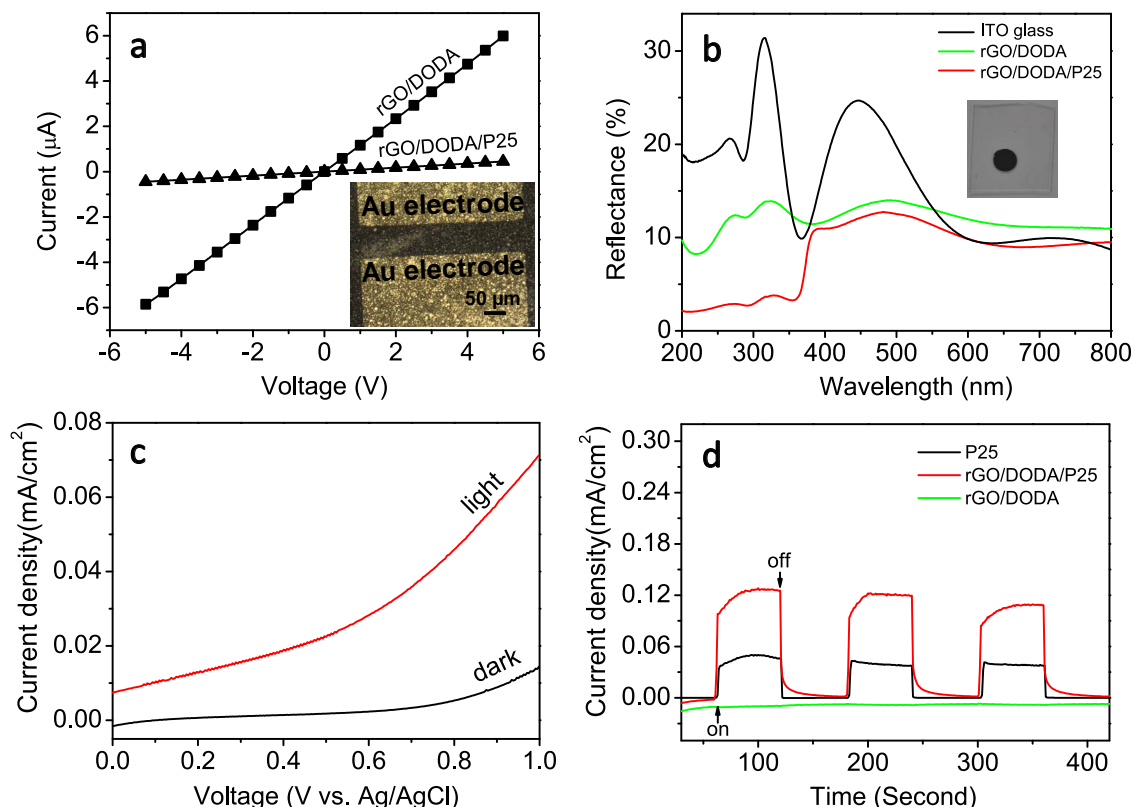 a
6
4
2
0
-2
-4
-6
Current (μA)
rGO/DODA
rGO/DODA/P25
Au electrode
Au electrode
50 μm
-6
-4
-2
0
2
4
6
Voltage (V)
b
ITO glass
rGO/DODA
rGO/DODA/P25
30
20
10
0
Reflectance (%)
200
300
400
500
600
700
800
Wavelength (nm)
c
0.08
0.06
0.04
0.02
0.00
Current density(mA/cm²)
light
dark
0.0
0.2
0.4
0.6
0.8
1.0
Voltage (V vs. Ag/AgCl)
d
P25
rGO/DODA/P25
rGO/DODA
0.30
0.24
0.18
0.12
0.06
0.00
Current density(mA/cm²)
off
on
100
200
300
400
Time (Second)